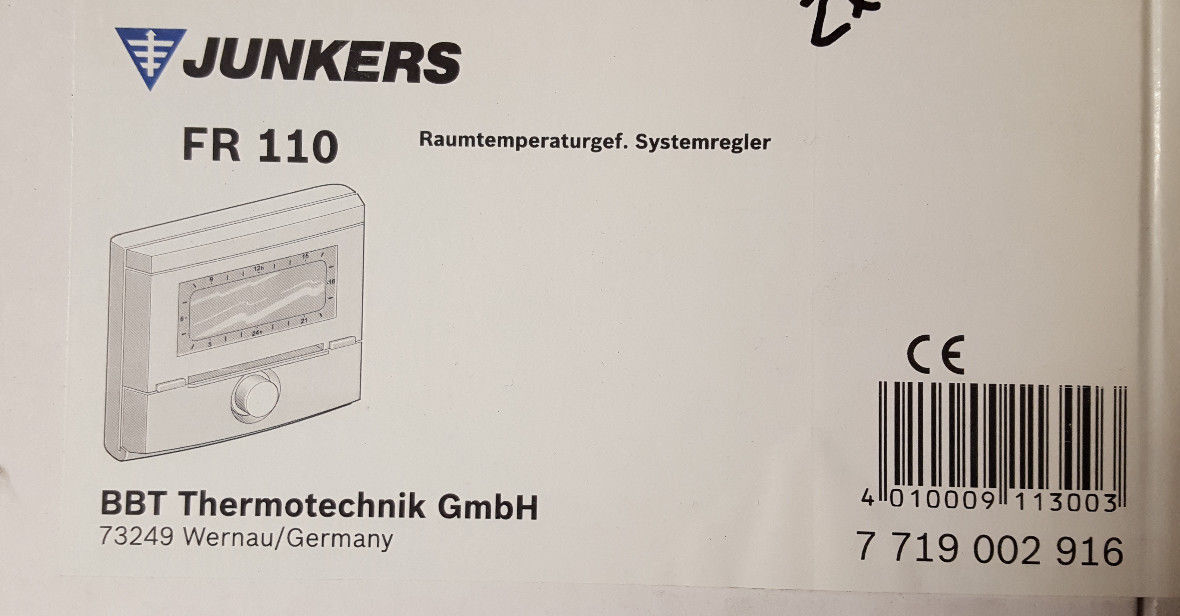 JUNKERS
FR 110
Raumtemperaturgef. Systemregler
BBT Thermotechnik GmbH
73249 Wernau/Germany
CE
4 010009 113003
7 719 002 916